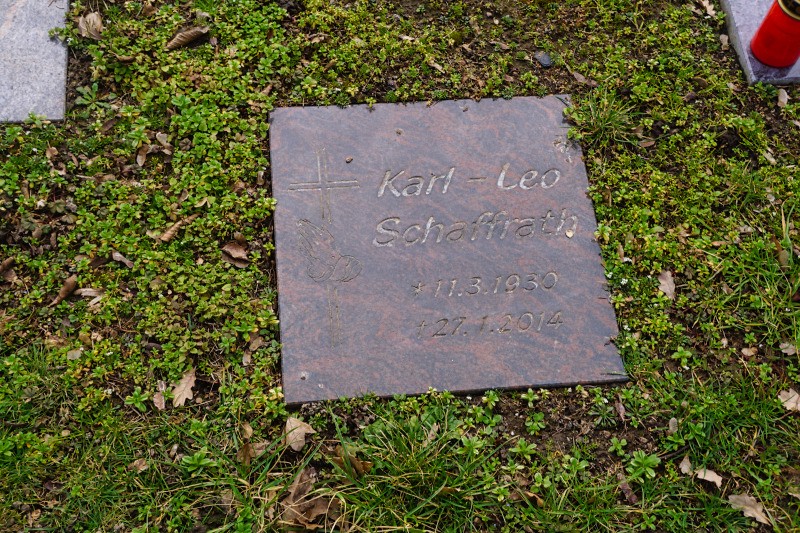 Karl - Leo
Schaffrath
* 11.3.1930
+ 27.1.2014